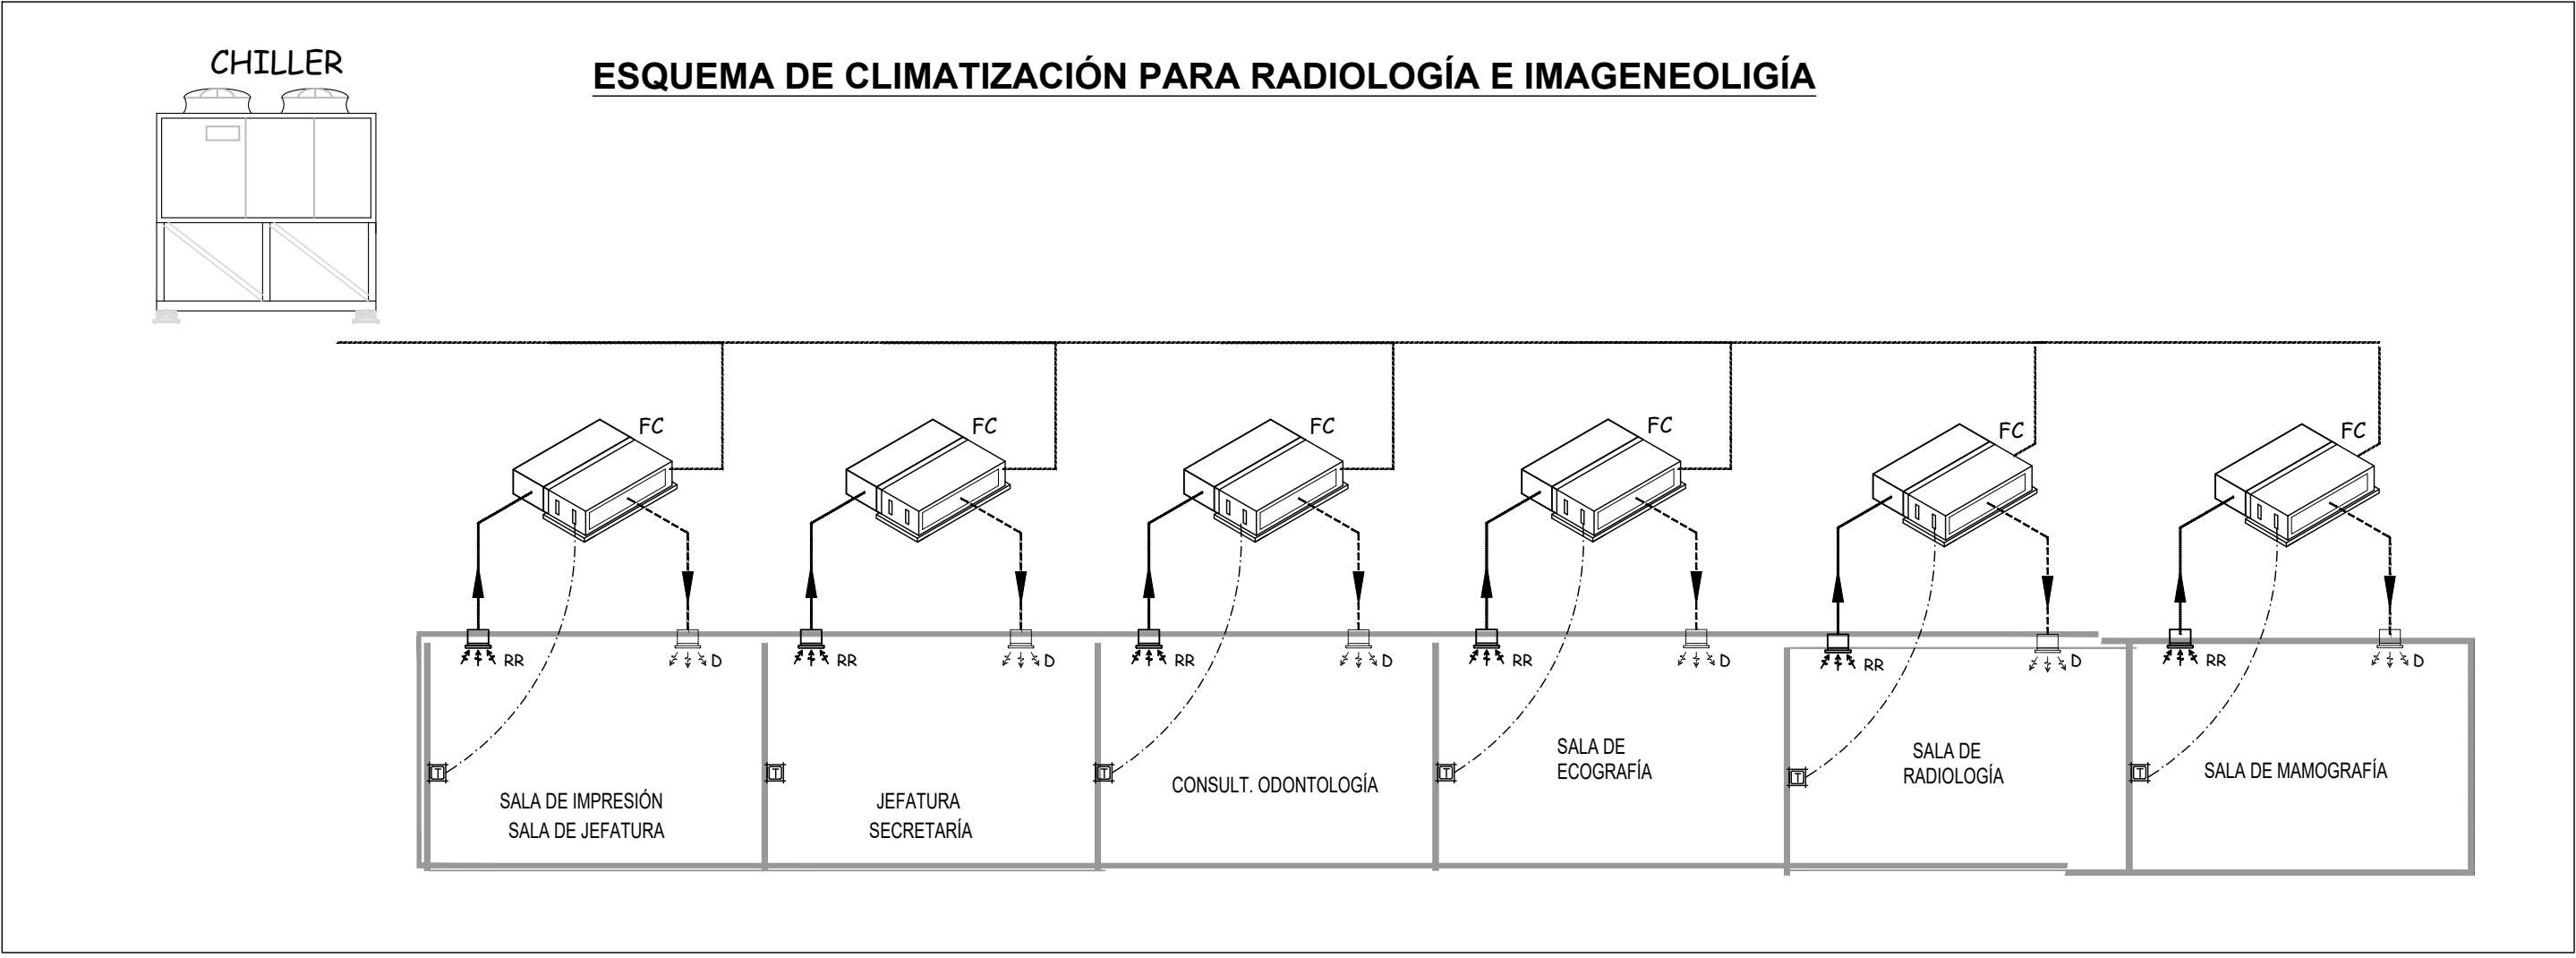 CHILLER
ESQUEMA DE CLIMATIZACIÓN PARA RADIOLOGÍA E IMAGENEOLIGÍA
FC
FC
FC
FC
FC
FC
RR
D
RR
D
RR
D
RR
D
RR
D
RR
D
T
T
T
T
T
T
SALA DE IMPRESIÓN
SALA DE JEFATURA
JEFATURA
SECRETARÍA
CONSULT. ODONTOLOGÍA
SALA DE
ECOGRAFÍA
SALA DE
RADIOLOGÍA
SALA DE MAMOGRAFÍA